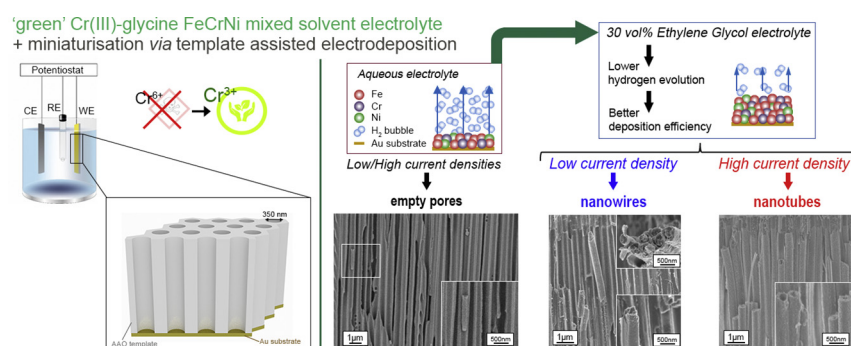 'green' Cr(III)-glycine FeCrNi mixed solvent electrolyte
+ miniaturisation via template assisted electrodeposition
Potentiostat
CE
RE
WE
Cr6+
Cr3+
350 nm
AAO template
Au substrate
Aqueous electrolyte
Fe
Cr
Ni
H2 bubble
Au substrate
Low/High current densities
empty pores
1µm
500nm
30 vol% Ethylene Glycol electrolyte
Lower
hydrogen evolution
Better
deposition efficiency
Low current density
nanowires
500nm
1µm
500nm
High current density
nanotubes
1µm
500nm